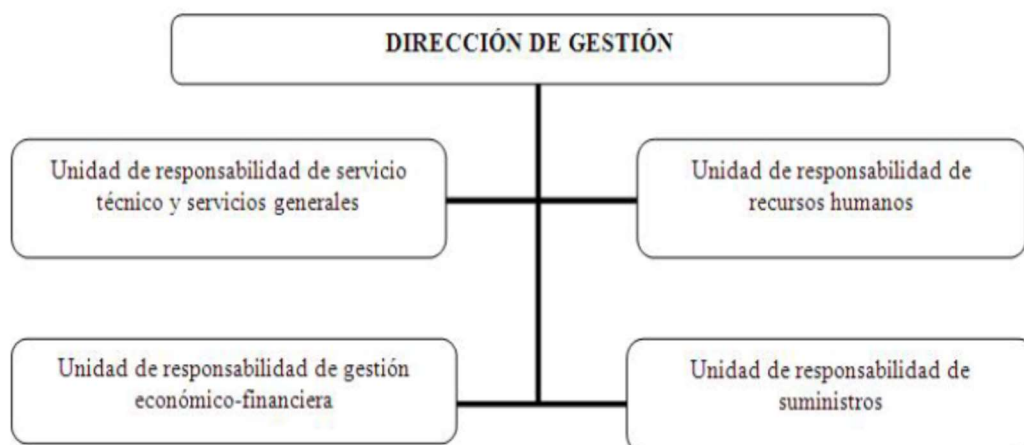 DIRECCIÓN DE GESTIÓN
Unidad de responsabilidad de servicio
técnico y servicios generales
Unidad de responsabilidad de
recursos humanos
Unidad de responsabilidad de gestión
económico-financiera
Unidad de responsabilidad de
suministros